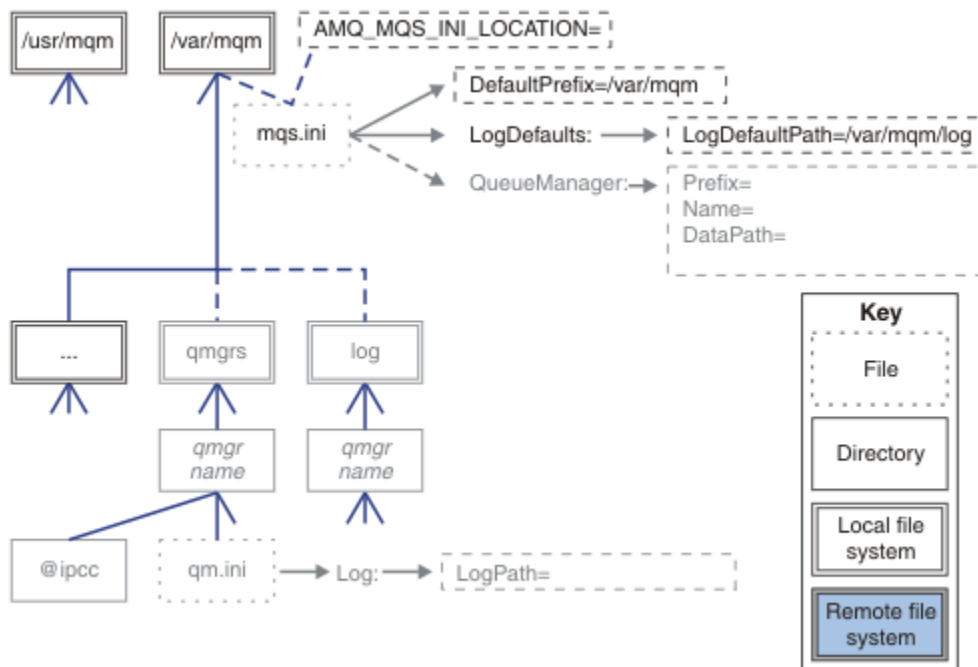 /usr/mqm
/var/mqm
AMQ_MQS_INI_LOCATION=
DefaultPrefix=/var/mqm
mqs.ini
LogDefaults:
LogDefaultPath=/var/mqm/log
QueueManager:
Prefix=
Name=
DataPath=
...
qmgrs
log
qmgr
name
qmgr
name
@ipcc
qm.ini
Log:
LogPath=
Key
File
Directory
Local file
system
Remote file
system